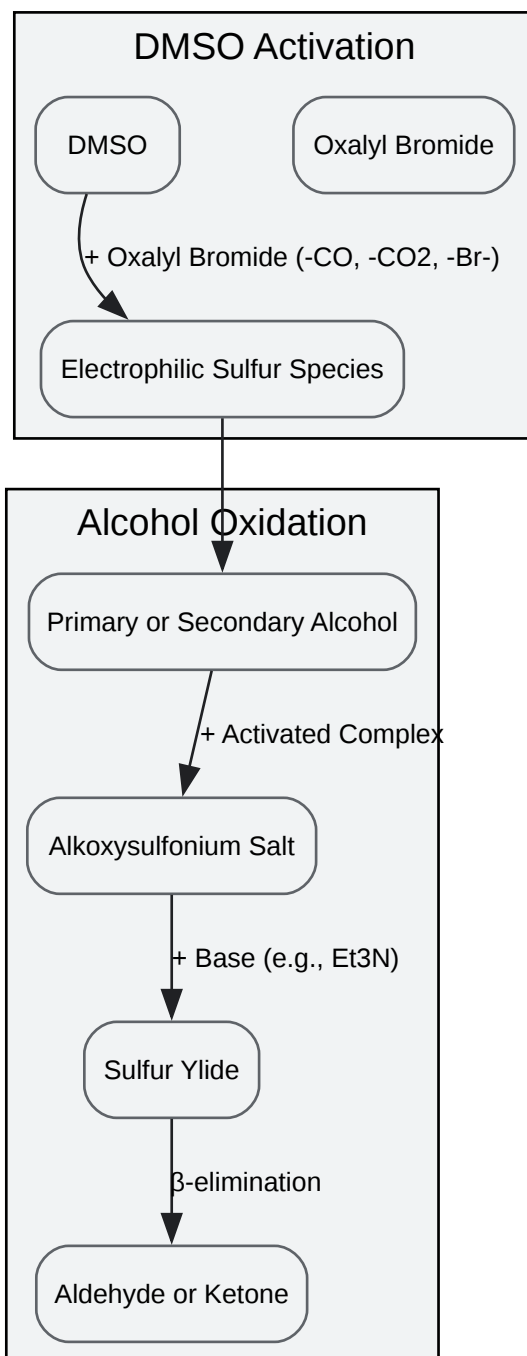 DMSO Activation
DMSO
Oxalyl Bromide
+ Oxalyl Bromide (-CO, -CO2, -Br-)
Electrophilic Sulfur Species
Alcohol Oxidation
Primary or Secondary Alcohol
+ Activated Complex
Alkoxysulfonium Salt
+ Base (e.g., Et3N)
Sulfur Ylide
β-elimination
Aldehyde or Ketone